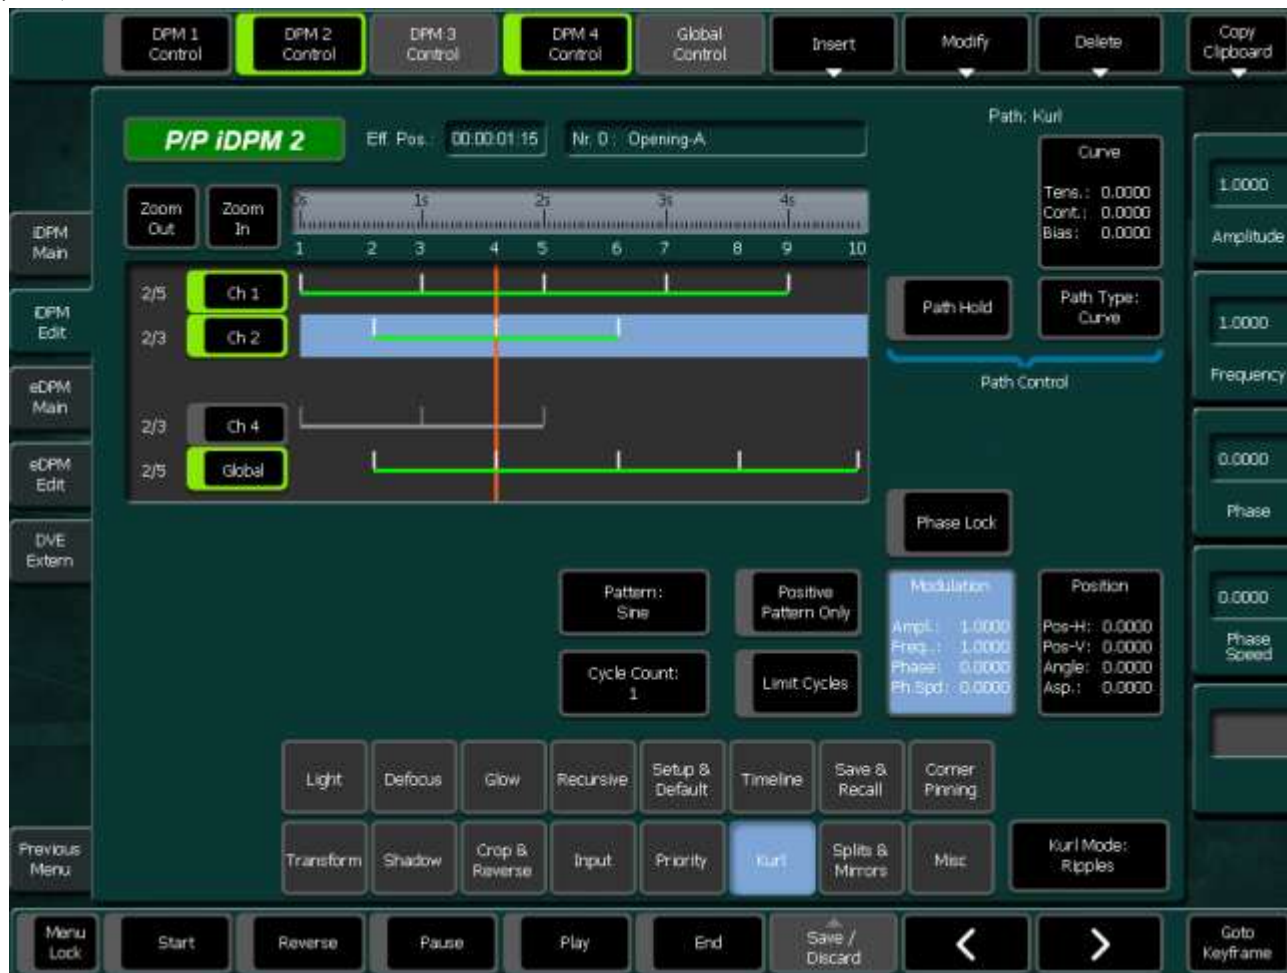 DPM 1
Control
DPM 2
Control
DPM 3
Control
DPM 4
Control
Global
Control
Insert
Modify
Delete
Copy
Clipboard
P/P iDPM 2
Eff. Pos.: 00:00:01:15
Nr. 0 : Opening-A
Path: Kurl
Curve
Tens.: 0.0000
Cont.: 0.0000
Bias: 0.0000
1.0000
Amplitude
Zoom
Out
Zoom
In
0s 1s 2s 3s 4s
1 2 3 4 5 6 7 8 9 10
iDPM
Main
iDPM
Edit
eDPM
Main
eDPM
Edit
DVE
Extern
2/5 Ch 1
2/3 Ch 2
2/3 Ch 4
2/5 Global
Path Hold
Path Type:
Curve
Path Control
1.0000
Frequency
0.0000
Phase
Phase Lock
Pattern:
Sine
Positive
Pattern Only
Modulation
Ampl.: 1.0000
Freq..: 1.0000
Phase: 0.0000
Ph.Spd: 0.0000
Position
Pos-H: 0.0000
Pos-V: 0.0000
Angle: 0.0000
Asp.: 0.0000
0.0000
Phase
Speed
Cycle Count:
1
Limit Cycles
Light
Defocus
Glow
Recursive
Setup &
Default
Timeline
Save &
Recall
Corner
Pinning
Previous
Menu
Transform
Shadow
Crop &
Reverse
Input
Priority
Kurl
Splits &
Mirrors
Misc
Kurl Mode:
Ripples
Menu
Lock
Start
Reverse
Pause
Play
End
Save /
Discard
<
>
Goto
Keyframe